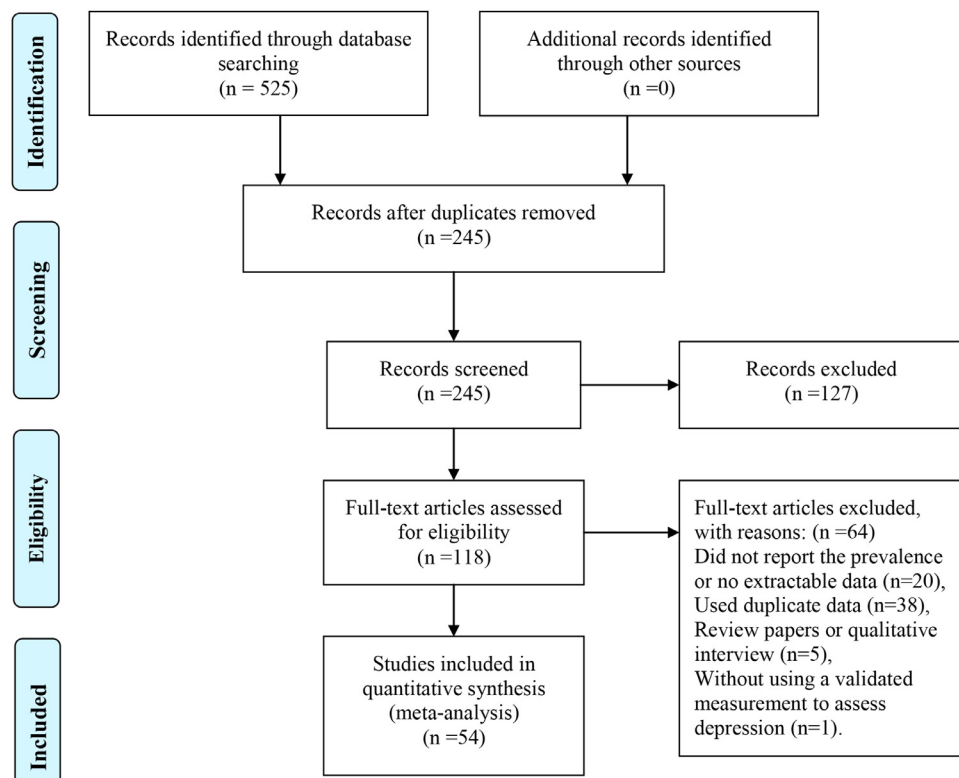 Identification
Records identified through database
searching
(n = 525)
Additional records identified
through other sources
(n =0)
Records after duplicates removed
(n =245)
Screening
Records screened
(n =245)
Records excluded
(n =127)
Eligibility
Full-text articles assessed
for eligibility
(n =118)
Full-text articles excluded,
with reasons: (n =64)
Did not report the prevalence
or no extractable data (n=20),
Used duplicate data (n=38),
Review papers or qualitative
interview (n=5),
Without using a validated
measurement to assess
depression (n=1).
Included
Studies included in
quantitative synthesis
(meta-analysis)
(n =54)